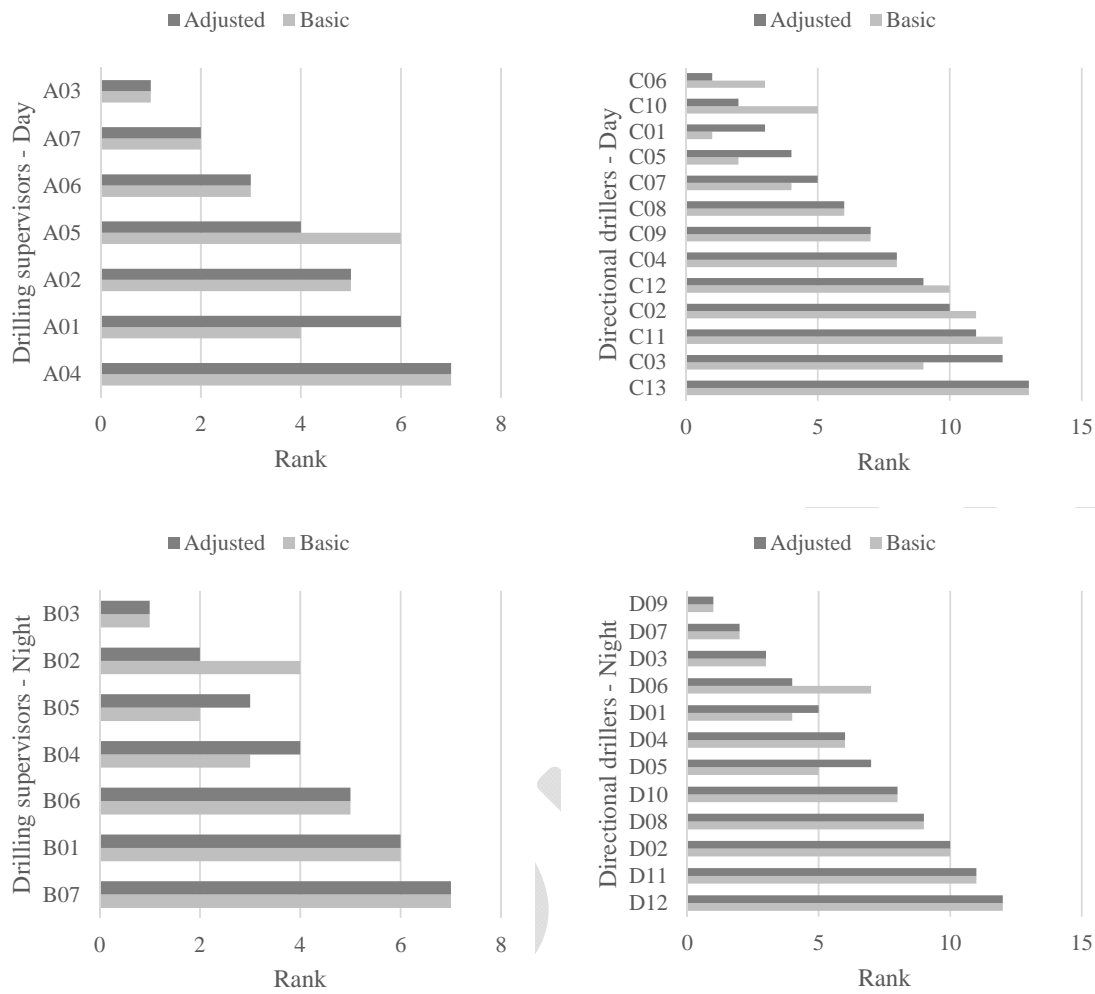 ■Adjusted ■Basic
Drilling supervisors - Day
A03
A07
A06
A05
A02
A01
A04
0 2 4 6 8
Rank
■Adjusted ■Basic
Directional drillers - Day
C06
C10
C01
C05
C07
C08
C09
C04
C12
C02
C11
C03
C13
0 5 10 15
Rank
■Adjusted ■Basic
Drilling supervisors - Night
B03
B02
B05
B04
B06
B01
B07
0 2 4 6 8
Rank
■Adjusted ■Basic
Directional drillers - Night
D09
D07
D03
D06
D01
D04
D05
D10
D08
D02
D11
D12
0 5 10 15
Rank